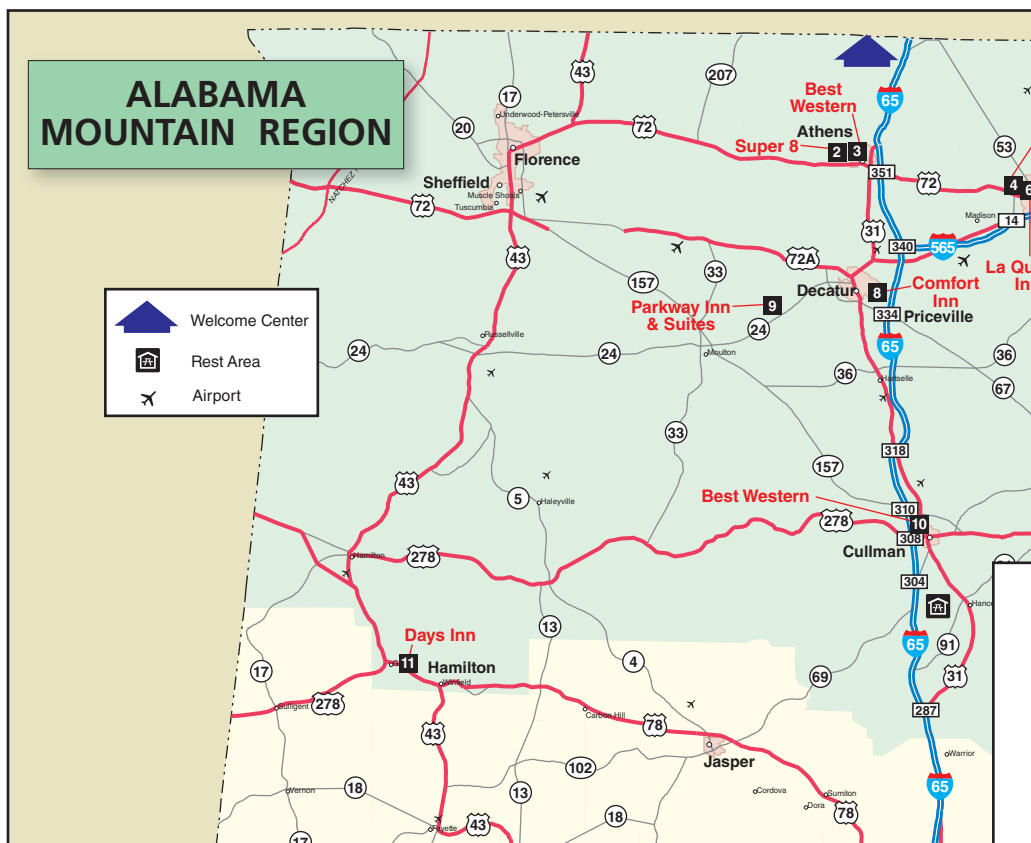 ALABAMA
MOUNTAIN REGION
Welcome Center
Rest Area
Airport
43
207
17
65
Best
Western
Underwood-Petersville
20
72
Athens
53
Super 8
2
3
Florence
351
72
4
6
Sheffield
Muscle Shoals
Tuscumbia
72
Madison
14
31
340
565
43
72A
La Qu
In
157
33
Decatur
8
Comfort
Inn
Parkway Inn
& Suites
9
334
Priceville
24
Russellville
65
24
24
Moulton
36
36
Hartselle
67
33
318
157
43
5
Haleyville
Best Western
310
278
10
308
Cullman
Hamilton
278
304
Hanc
13
65
91
Days Inn
11
G
Hamilton
4
17
69
31
Winfield
278
Sulligent
Carbon Hill
78
287
43
Jasper
Warrior
102
18
13
65
Vernon
Cordova
Sumiton
Dora
78
18
43
Fayette
17